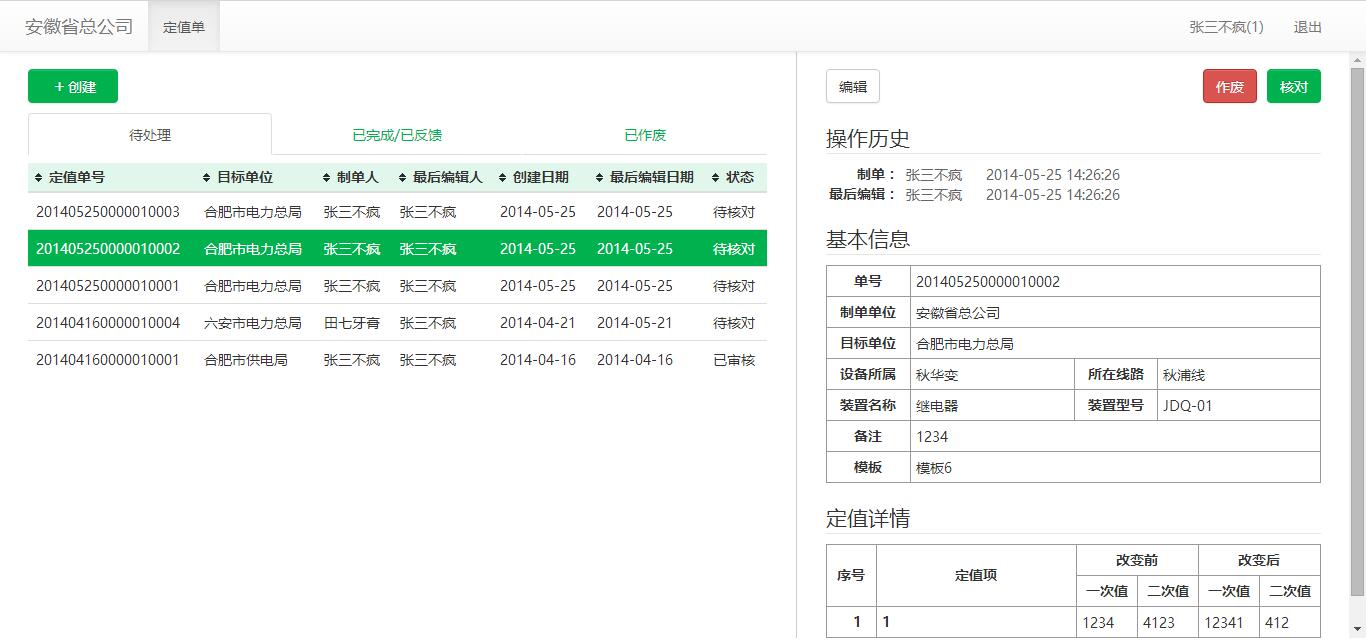 安徽省总公司 定值单 张三不疯(1) 退出
+ 创建
待处理 已完成/已反馈 已作废
定值单号 目标单位 制单人 最后编辑人 创建日期 最后编辑日期 状态
201405250000010003 合肥市电力总局 张三不疯 张三不疯 2014-05-25 2014-05-25 待核对
201405250000010002 合肥市电力总局 张三不疯 张三不疯 2014-05-25 2014-05-25 待核对
201405250000010001 合肥市电力总局 张三不疯 张三不疯 2014-05-25 2014-05-25 待核对
201404160000010004 六安市电力总局 田七牙膏 张三不疯 2014-04-21 2014-05-21 待核对
201404160000010001 合肥市供电局 张三不疯 张三不疯 2014-04-16 2014-04-16 已审核
编辑 作废 核对
操作历史
制单： 张三不疯 2014-05-25 14:26:26
最后编辑： 张三不疯 2014-05-25 14:26:26
基本信息
单号 201405250000010002
制单单位 安徽省总公司
目标单位 合肥市电力总局
设备所属 秋华变 所在线路 秋浦线
装置名称 继电器 装置型号 JDQ-01
备注 1234
模板 模板6
定值详情
序号 定值项 改变前 改变后
一次值 二次值 一次值 二次值
1 1 1234 4123 12341 412